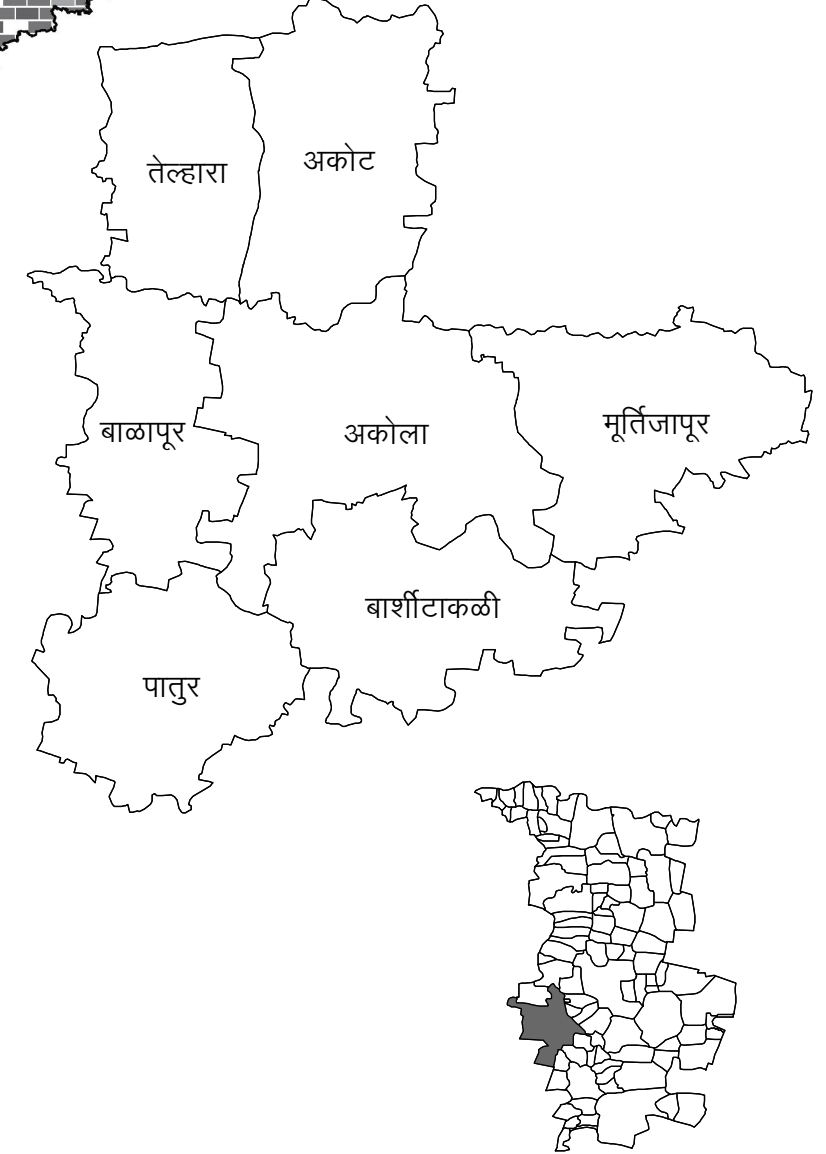 तेल्हारा
अकोट
बाळापूर
अकोला
मूर्तिजापूर
बार्शीटाकळी
पातुर